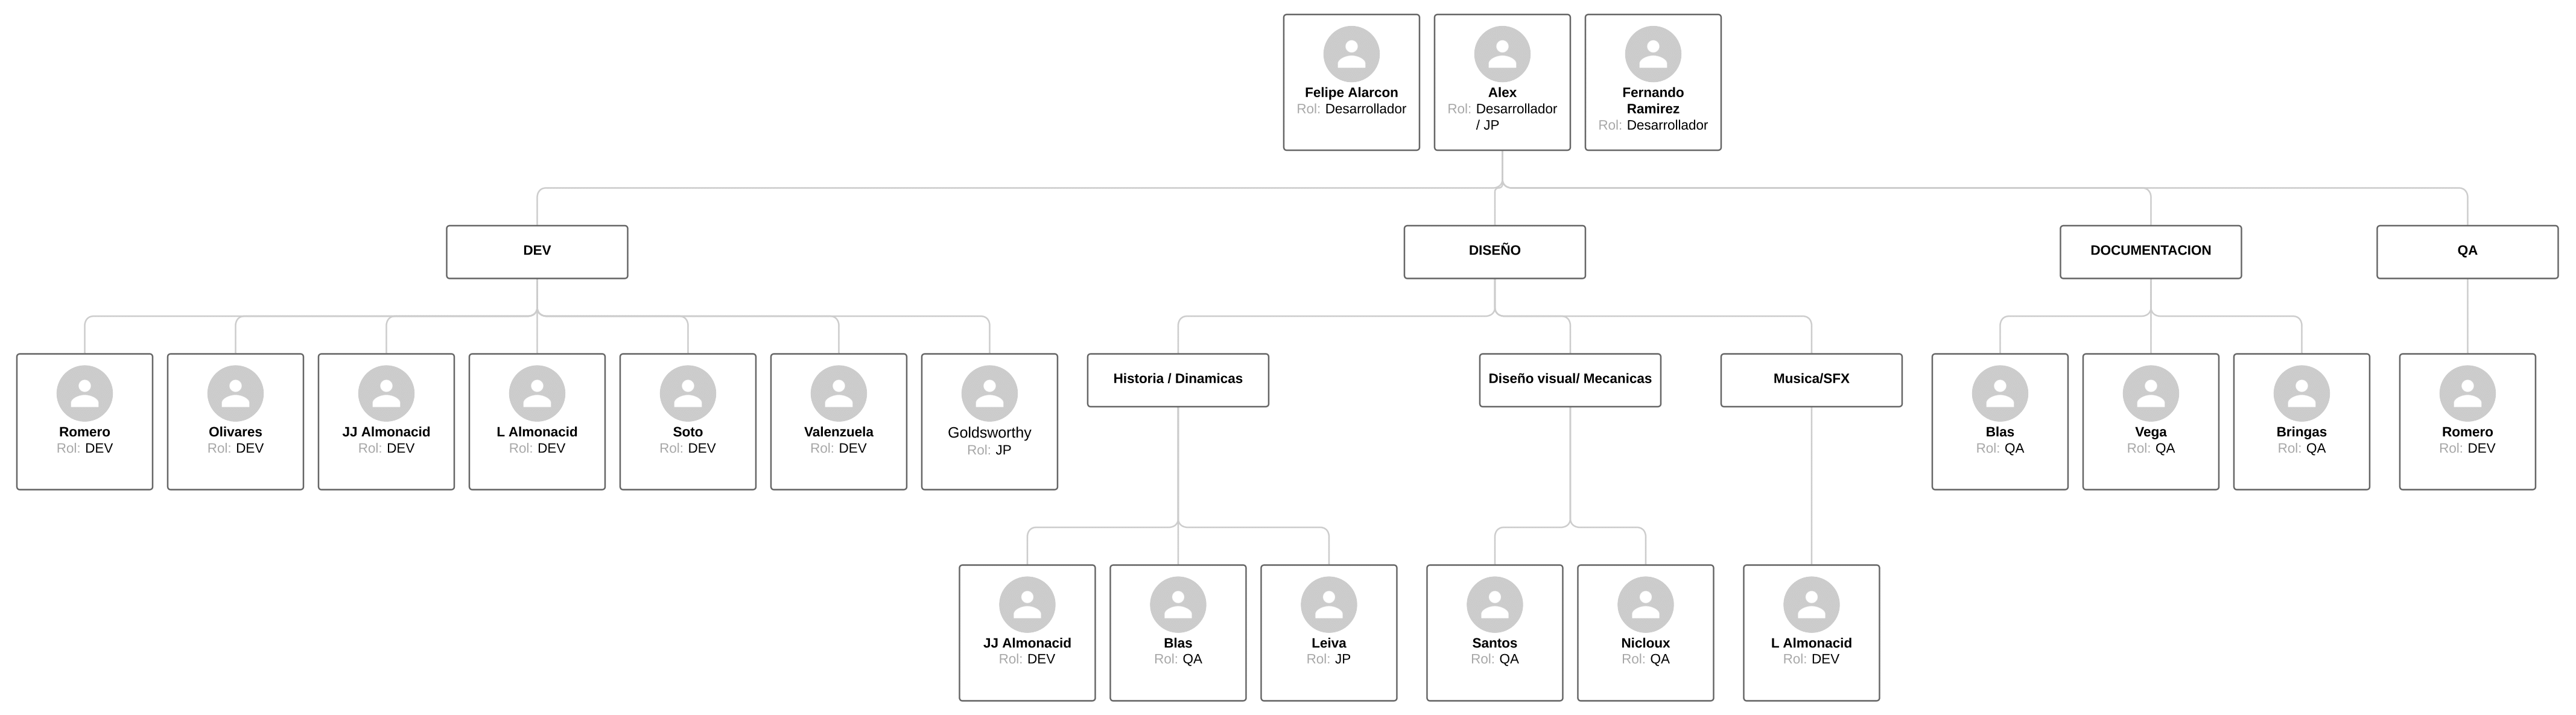 Felipe Alarcon
Rol: Desarrollador
Alex
Rol: Desarrollador
/ JP
Fernando
Ramirez
Rol: Desarrollador
DEV
DISEÑO
DOCUMENTACION
QA
Romero
Rol: DEV
Olivares
Rol: DEV
JJ Almonacid
Rol: DEV
L Almonacid
Rol: DEV
Soto
Rol: DEV
Valenzuela
Rol: DEV
Goldsworthy
Rol: JP
Historia / Dinamicas
Diseño visual/ Mecanicas
Musica/SFX
Blas
Rol: QA
Vega
Rol: QA
Bringas
Rol: QA
Romero
Rol: DEV
JJ Almonacid
Rol: DEV
Blas
Rol: QA
Leiva
Rol: JP
Santos
Rol: QA
Nicloux
Rol: QA
L Almonacid
Rol: DEV